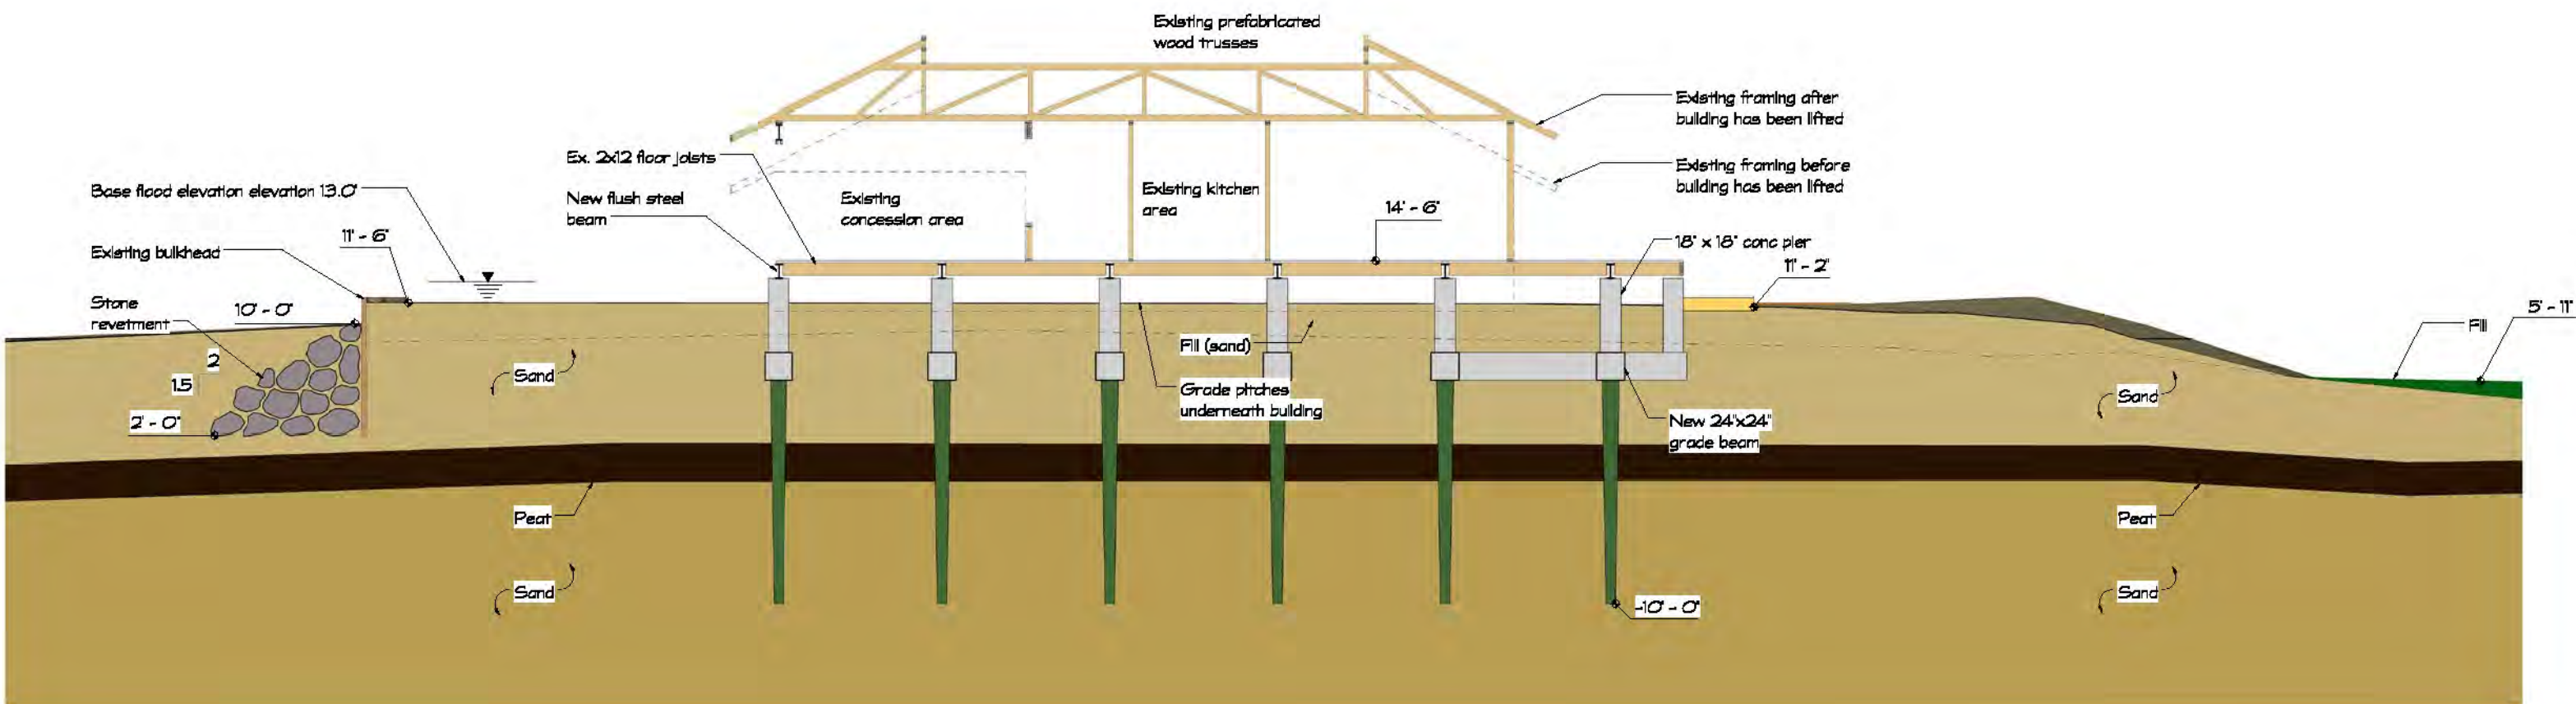 Existing prefabricated
wood trusses
Existing framing after
building has been lifted
Existing framing before
building has been lifted
Ex. 2x12 floor joists
New flush steel
beam
Existing
concession area
Existing kitchen
area
14' - 6"
Base flood elevation elevation 13.0'
11' - 6"
Existing bulkhead
Stone
revetment
10' - 0"
2
1.5
2' - 0"
18" x 18" conc pier
11' - 2"
5' - 11"
Fill
Fill (sand)
Grade pitches
underneath building
New 24"x24"
grade beam
Sand
Sand
Peat
Peat
Sand
Sand
-10' - 0"